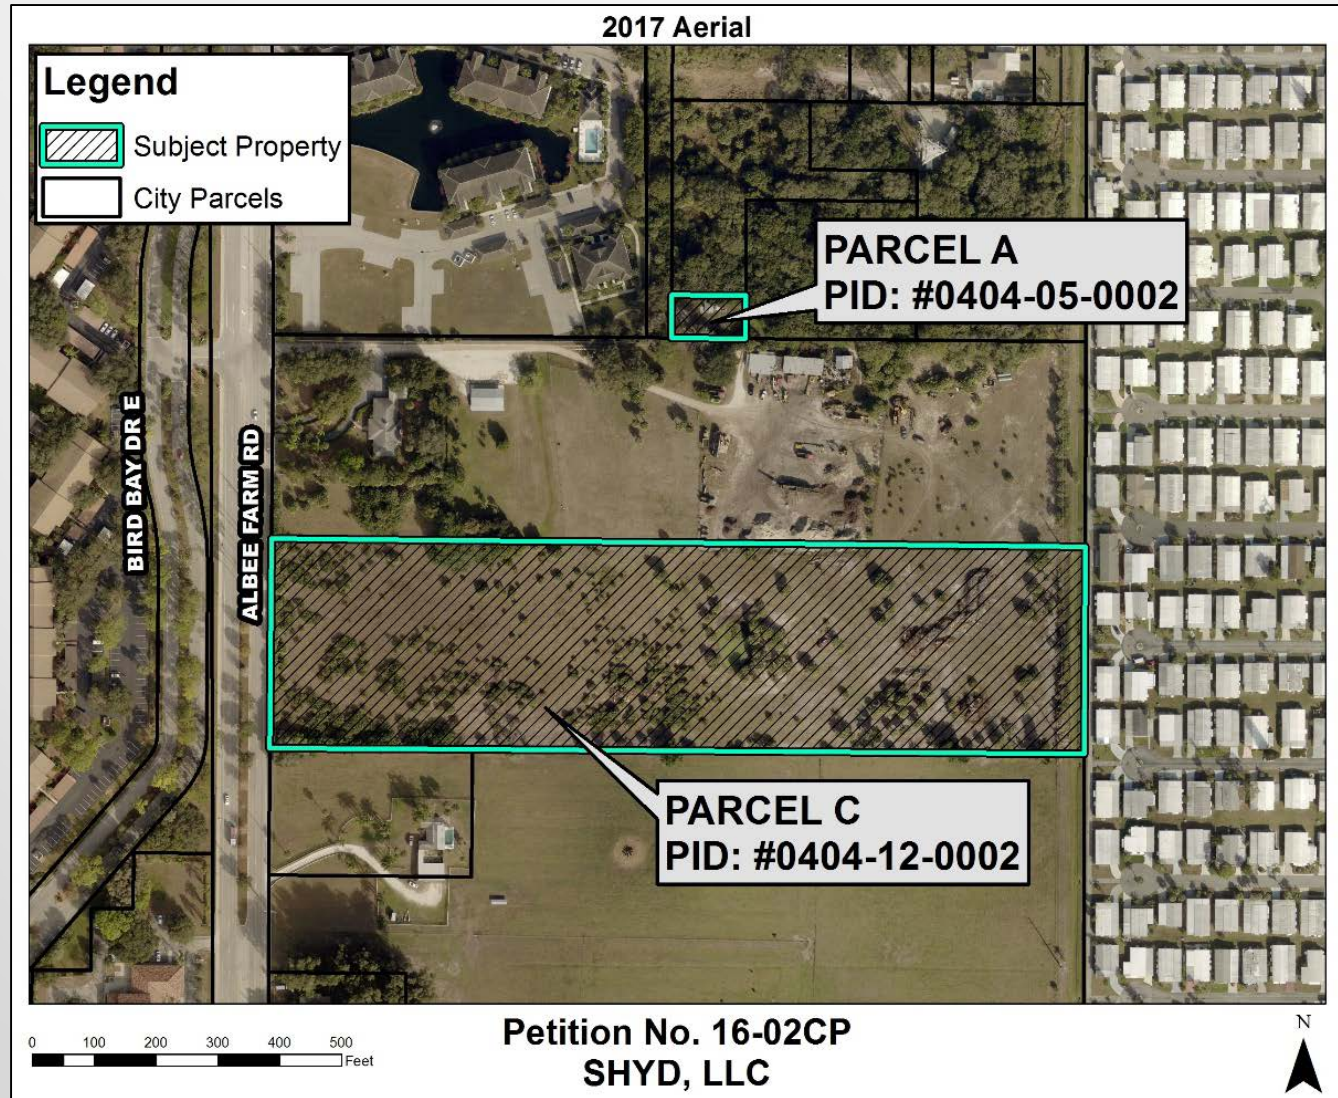 2017 Aerial
Legend
Subject Property
City Parcels
PARCEL A
PID: #0404-05-0002
BIRD BAY DR E
ALBEE FARM RD
PARCEL C
PID: #0404-12-0002
0 100 200 300 400 500
Feet
Petition No. 16-02CP
SHYD, LLC
N